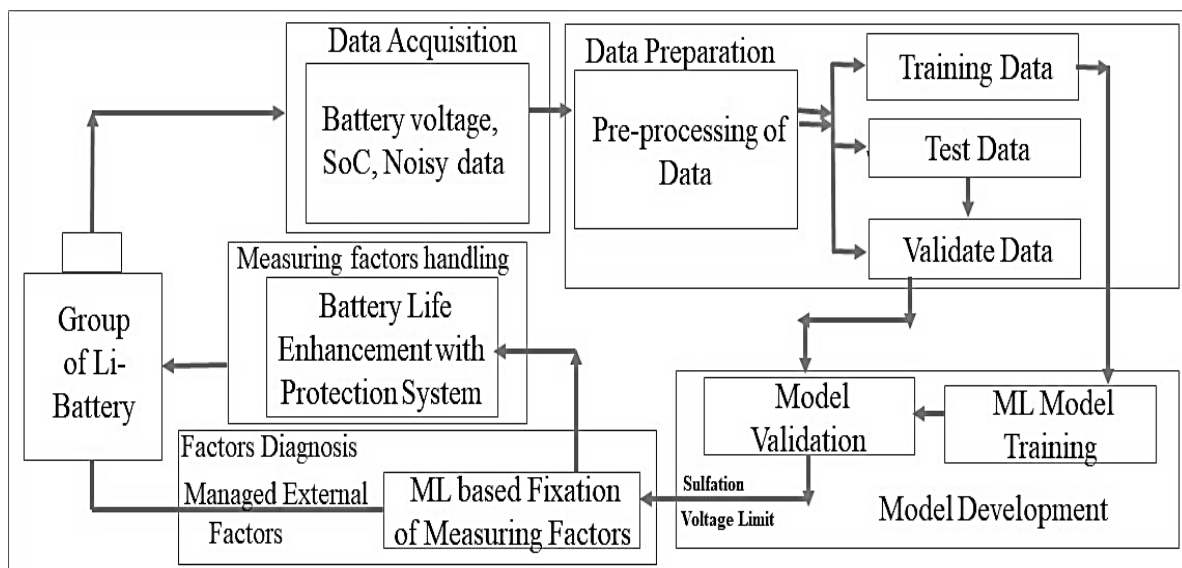 Data Acquisition
Battery voltage,
SoC, Noisy data
Data Preparation
Pre-processing of
Data
Training Data
Test Data
Validate Data
Measuring factors handling
Battery Life
Enhancement with
Protection System
Group
of Li-
Battery
Model
Validation
ML Model
Training
Model Development
Factors Diagnosis
Managed External
Factors
ML based Fixation
of Measuring Factors
Sulfation
Voltage Limit